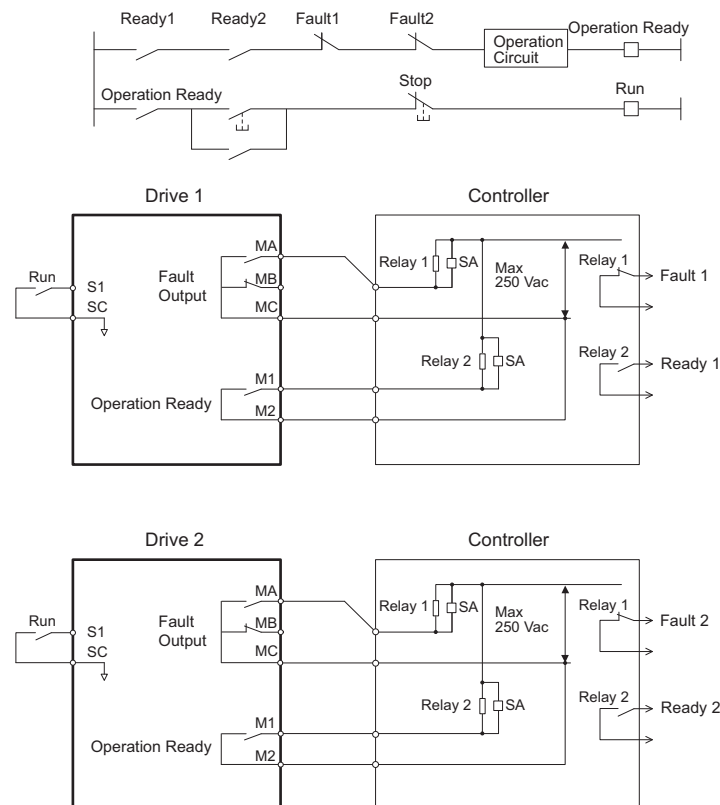 Ready1 Ready2 Fault1 Fault2
Operation Circuit
Operation Ready
Operation Ready
Stop
Run
Drive 1
Controller
Run
S1
SC
Fault Output
MA
MB
MC
Operation Ready
M1
M2
Relay 1
SA
Max 250 Vac
Relay 2
SA
Relay 1
Fault 1
Relay 2
Ready 1
Drive 2
Controller
Run
S1
SC
Fault Output
MA
MB
MC
Operation Ready
M1
M2
Relay 1
SA
Max 250 Vac
Relay 2
SA
Relay 1
Fault 2
Relay 2
Ready 2